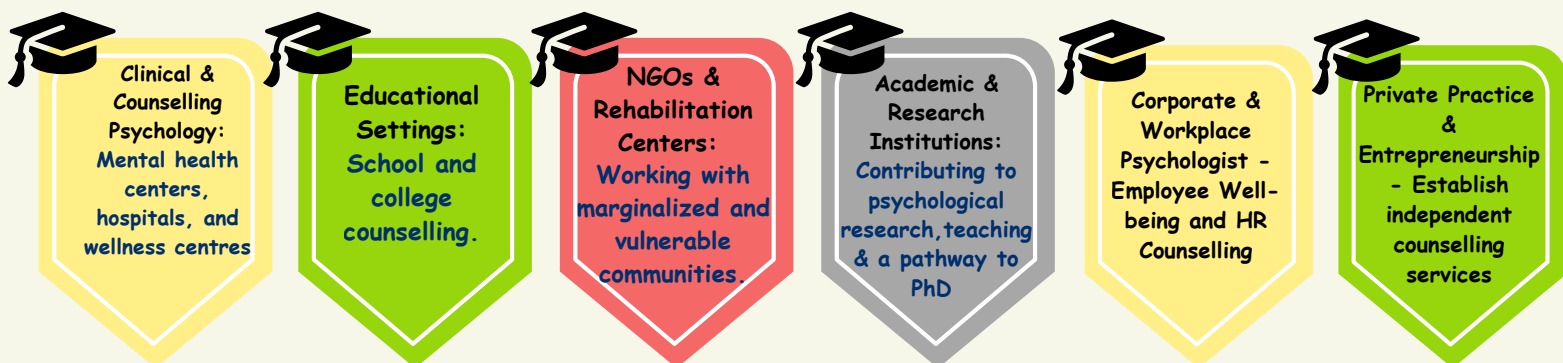 Clinical &
Counselling
Psychology:
Mental health
centers,
hospitals, and
wellness centres
Educational
Settings:
School and
college
counselling.
NGOs &
Rehabilitation
Centers:
Working with
marginalized and
vulnerable
communities.
Academic &
Research
Institutions:
Contributing to
psychological
research, teaching
& a pathway to
PhD
Corporate &
Workplace
Psychologist -
Employee Well-
being and HR
Counselling
Private Practice
&
Entrepreneurship
- Establish
independent
counselling
services